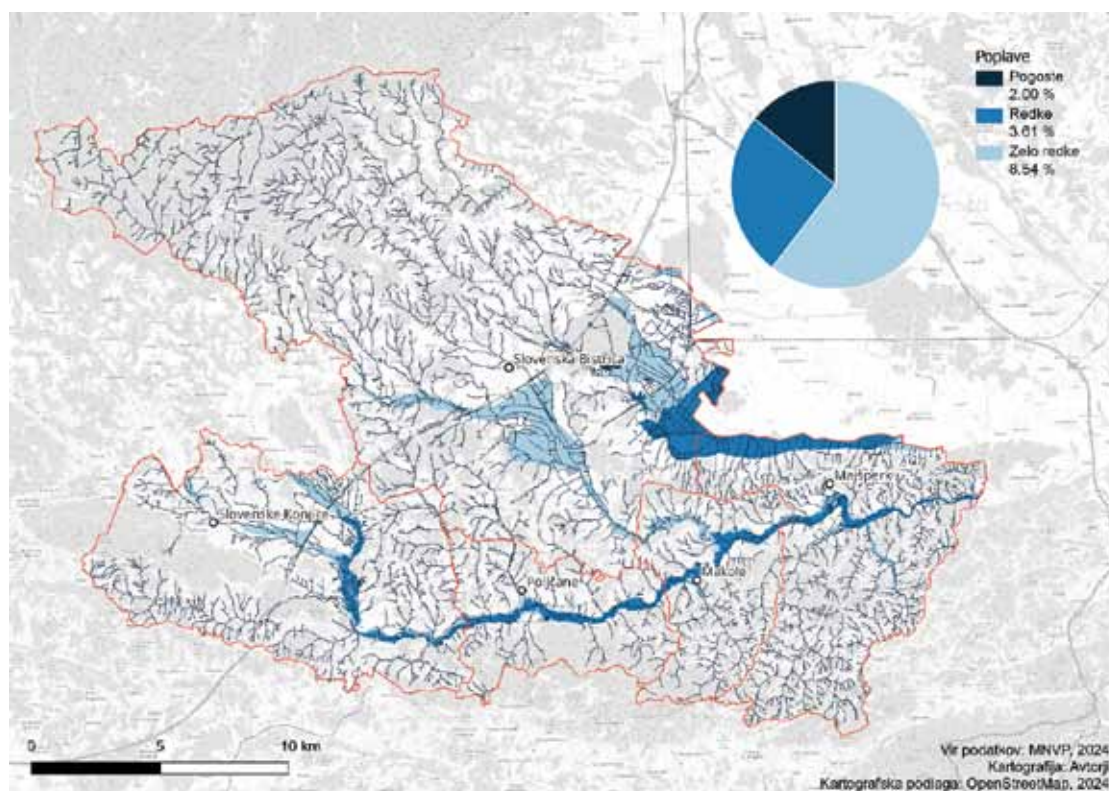 Poplave
Pogoste
2.00 %
Redke
3.61 %
Zelo redke
8.54 %
Slovenska Bistrica
Majšperk
Slovenske Konjice
Poljčane
Makole
0 5 10 km
Vir podatkov: MNVP, 2024
Kartografija: Avtorji
Kartografska podlaga: OpenStreetMap, 2024